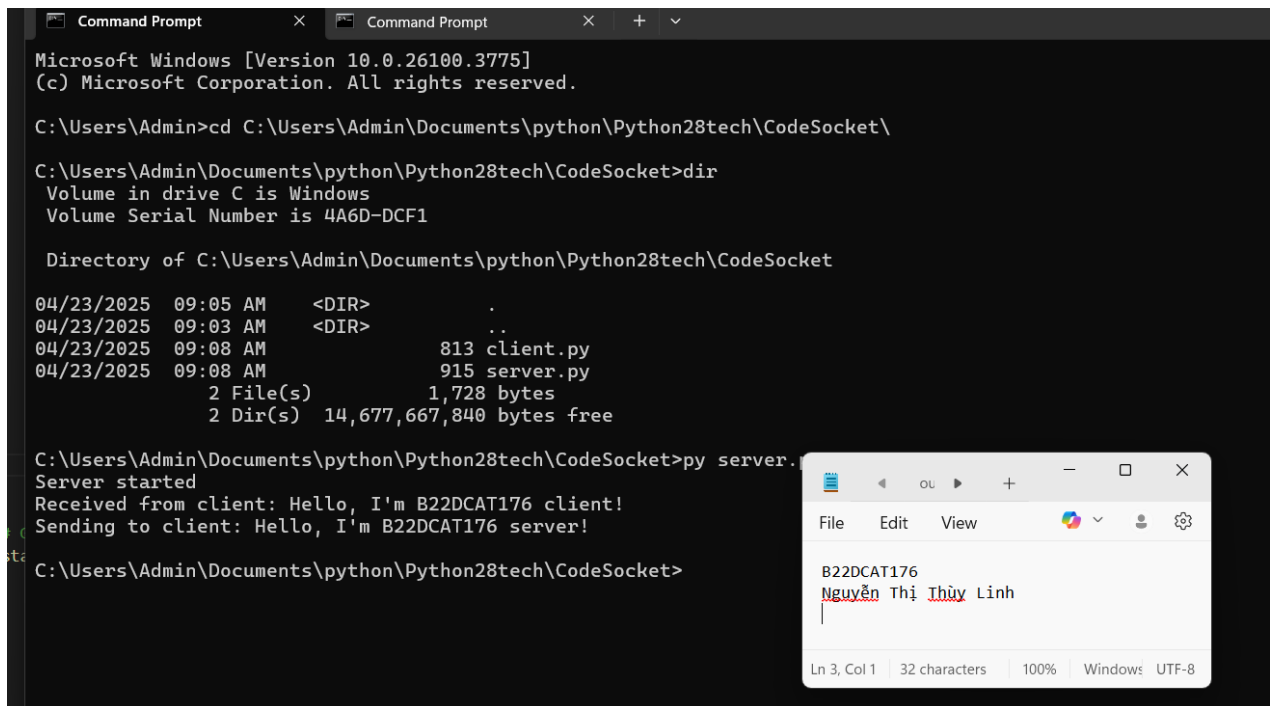 Command Prompt
Command Prompt
Microsoft Windows [Version 10.0.26100.3775]
(c) Microsoft Corporation. All rights reserved.
C:\Users\Admin>cd C:\Users\Admin\Documents\python\Python28tech\CodeSocket\
C:\Users\Admin\Documents\python\Python28tech\CodeSocket>dir
Volume in drive C is Windows
Volume Serial Number is 4A6D-DCF1
Directory of C:\Users\Admin\Documents\python\Python28tech\CodeSocket
04/23/2025 09:05 AM <DIR> .
04/23/2025 09:03 AM <DIR> ..
04/23/2025 09:08 AM 813 client.py
04/23/2025 09:08 AM 915 server.py
2 File(s) 1,728 bytes
2 Dir(s) 14,677,667,840 bytes free
C:\Users\Admin\Documents\python\Python28tech\CodeSocket>py server.
Server started
Received from client: Hello, I'm B22DCAT176 client!
Sending to client: Hello, I'm B22DCAT176 server!
C:\Users\Admin\Documents\python\Python28tech\CodeSocket>
File Edit View
B22DCAT176
Nguyễn Thị Thùy Linh
Ln 3, Col 1 32 characters 100% Windows UTF-8